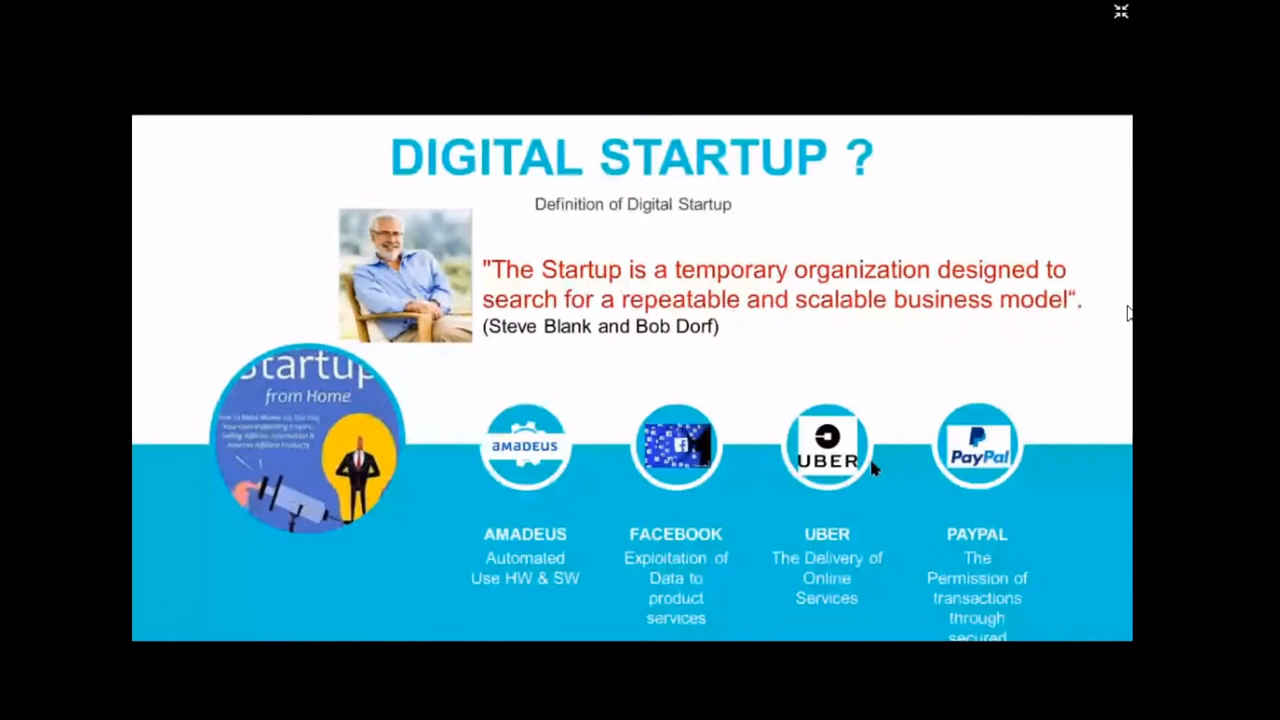 DIGITAL STARTUP ?
Definition of Digital Startup
"The Startup is a temporary organization designed to
search for a repeatable and scalable business model“.
(Steve Blank and Bob Dorf)
Startup
from Home
AMADEUS
UBER
PayPal
AMADEUS
Automated
Use HW & SW
FACEBOOK
Exploitation of
Data to
product
services
UBER
The Delivery of
Online
Services
PAYPAL
The
Permission of
transactions
through
secured